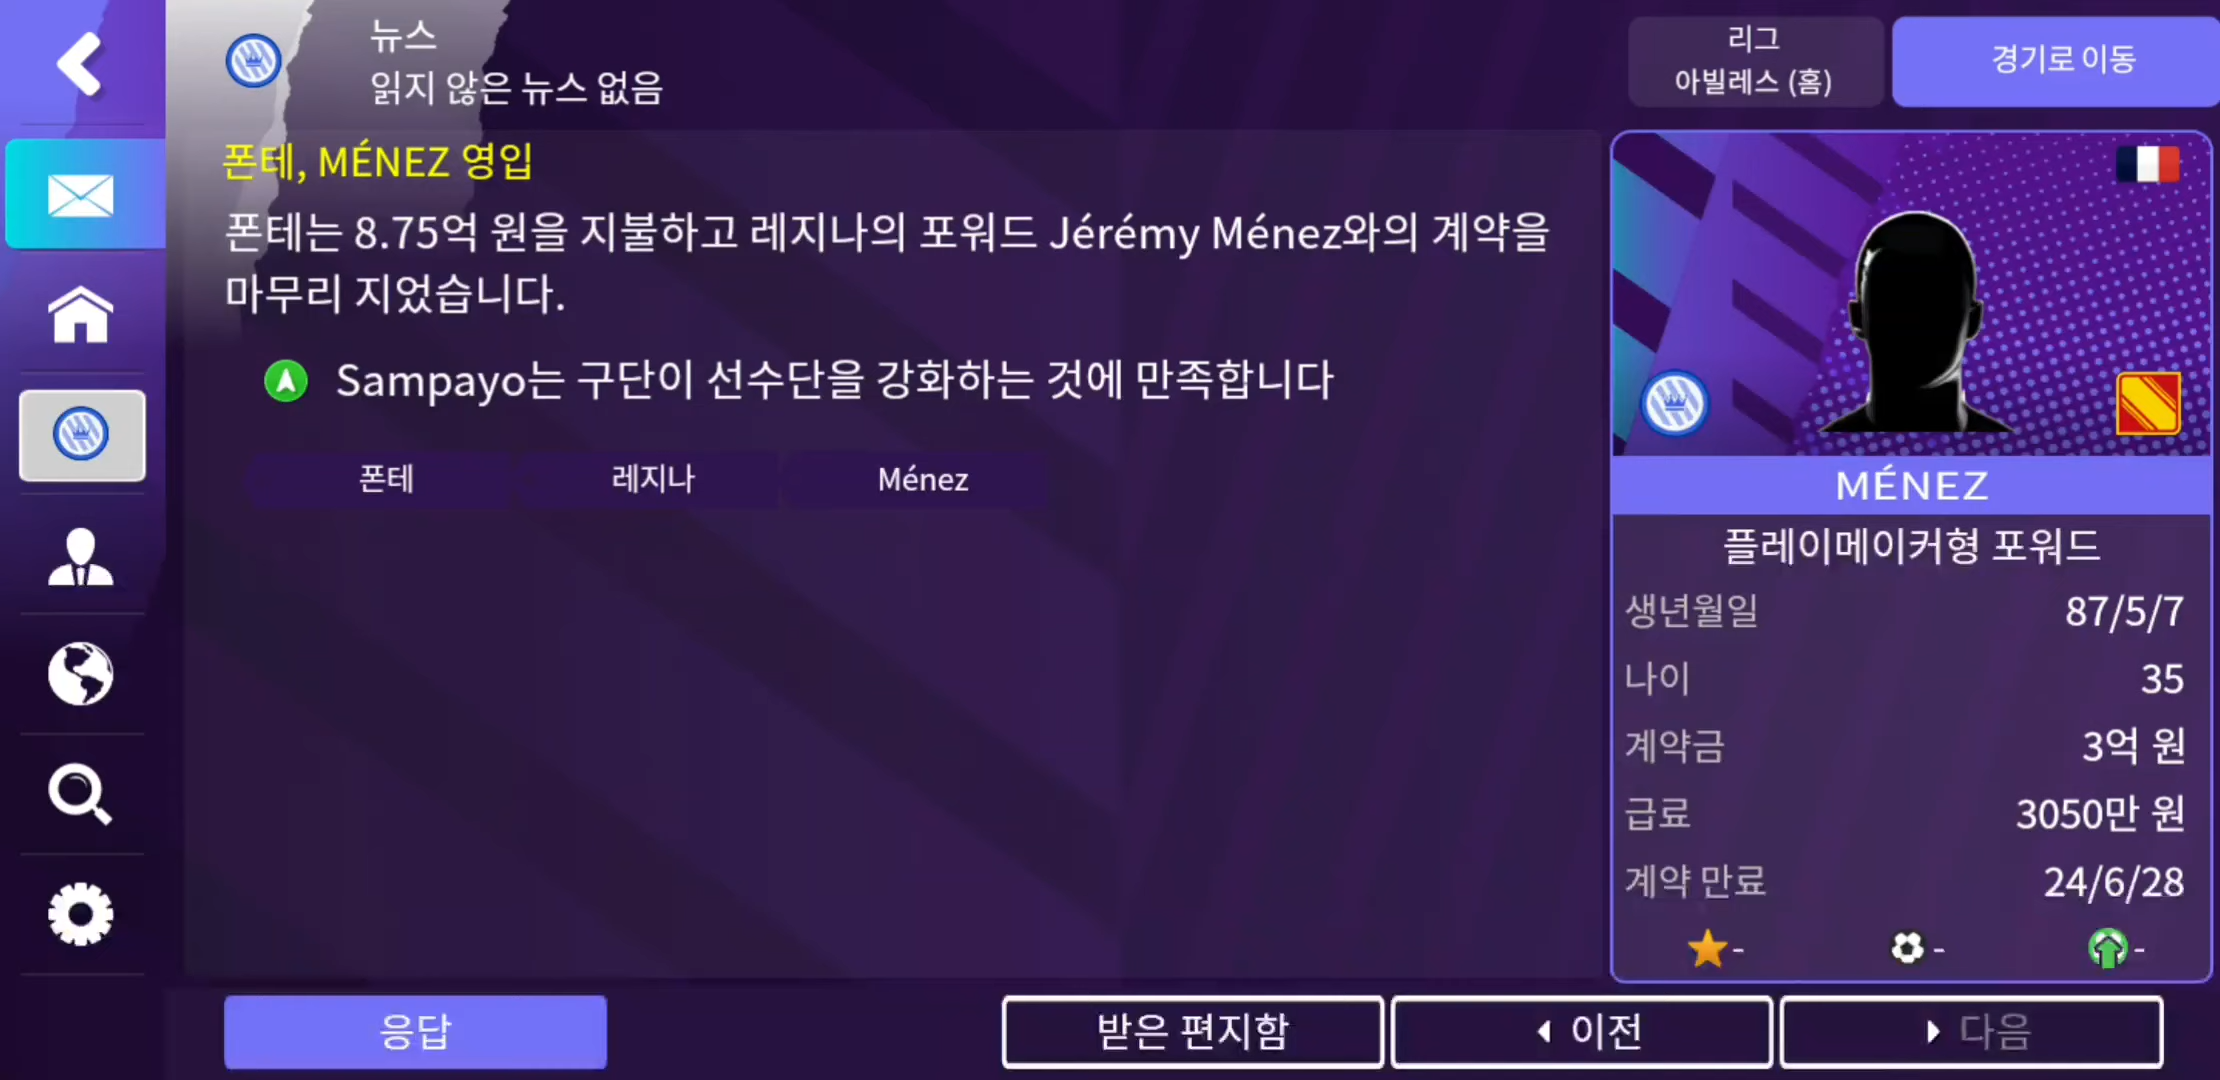 뉴스
읽지 않은 뉴스 없음
리그
아빌레스 (홈)
경기로 이동
폰테, MÉNEZ 영입
폰테는 8.75억 원을 지불하고 레지나의 포워드 Jérémy Ménez와의 계약을
마무리 지었습니다.
Sampayo는 구단이 선수단을 강화하는 것에 만족합니다
폰테 레지나 Ménez
MÉNEZ
플레이메이커형 포워드
생년월일 87/5/7
나이 35
계약금 3억 원
급료 3050만 원
계약 만료 24/6/28
- - -
응답 받은 편지함 이전 다음